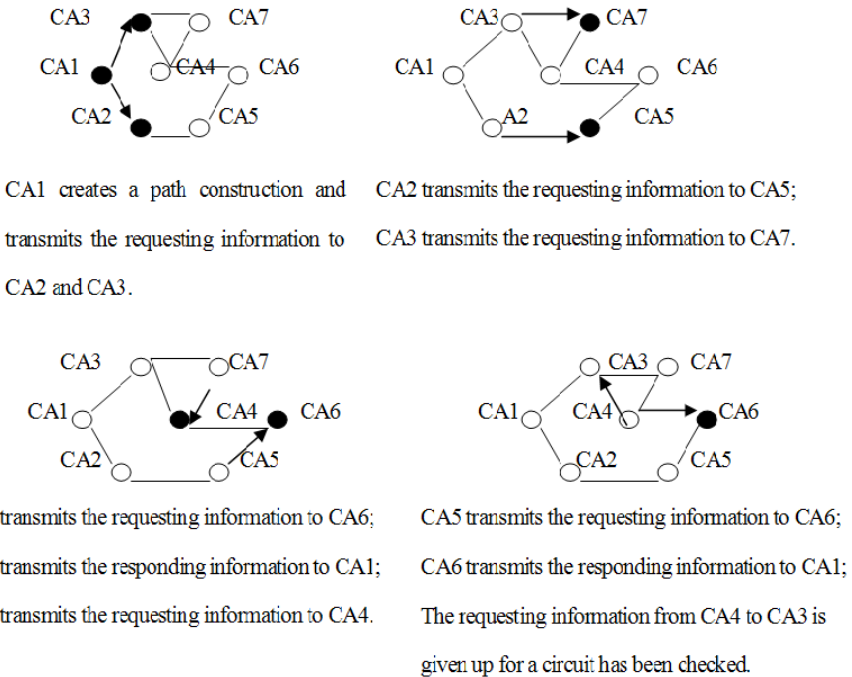 CA3
CA7
CA1
CA4
CA6
CA2
CA5
CA1 creates a path construction and
transmits the requesting information to
CA2 and CA3.
CA3
CA7
CA1
CA4
CA6
A2
CA5
CA2 transmits the requesting information to CA5;
CA3 transmits the requesting information to CA7.
CA3
CA7
CA1
CA4
CA6
CA2
CA5
transmits the requesting information to CA6;
transmits the responding information to CA1;
transmits the requesting information to CA4.
CA3
CA7
CA1
CA4
CA6
CA2
CA5
CA5 transmits the requesting information to CA6;
CA6 transmits the responding information to CA1;
The requesting information from CA4 to CA3 is
given up for a circuit has been checked.